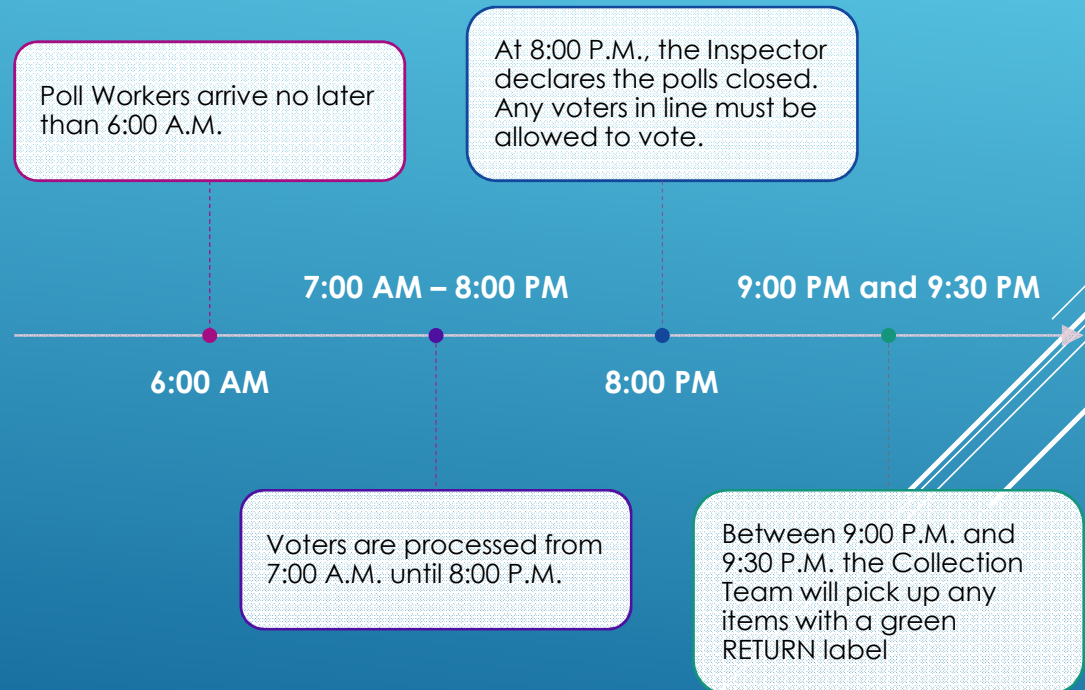 Poll Workers arrive no later
than 6:00 A.M.
At 8:00 P.M., the Inspector
declares the polls closed.
Any voters in line must be
allowed to vote.
7:00 AM – 8:00 PM
9:00 PM and 9:30 PM
6:00 AM
8:00 PM
Voters are processed from
7:00 A.M. until 8:00 P.M.
Between 9:00 P.M. and
9:30 P.M. the Collection
Team will pick up any
items with a green
RETURN label